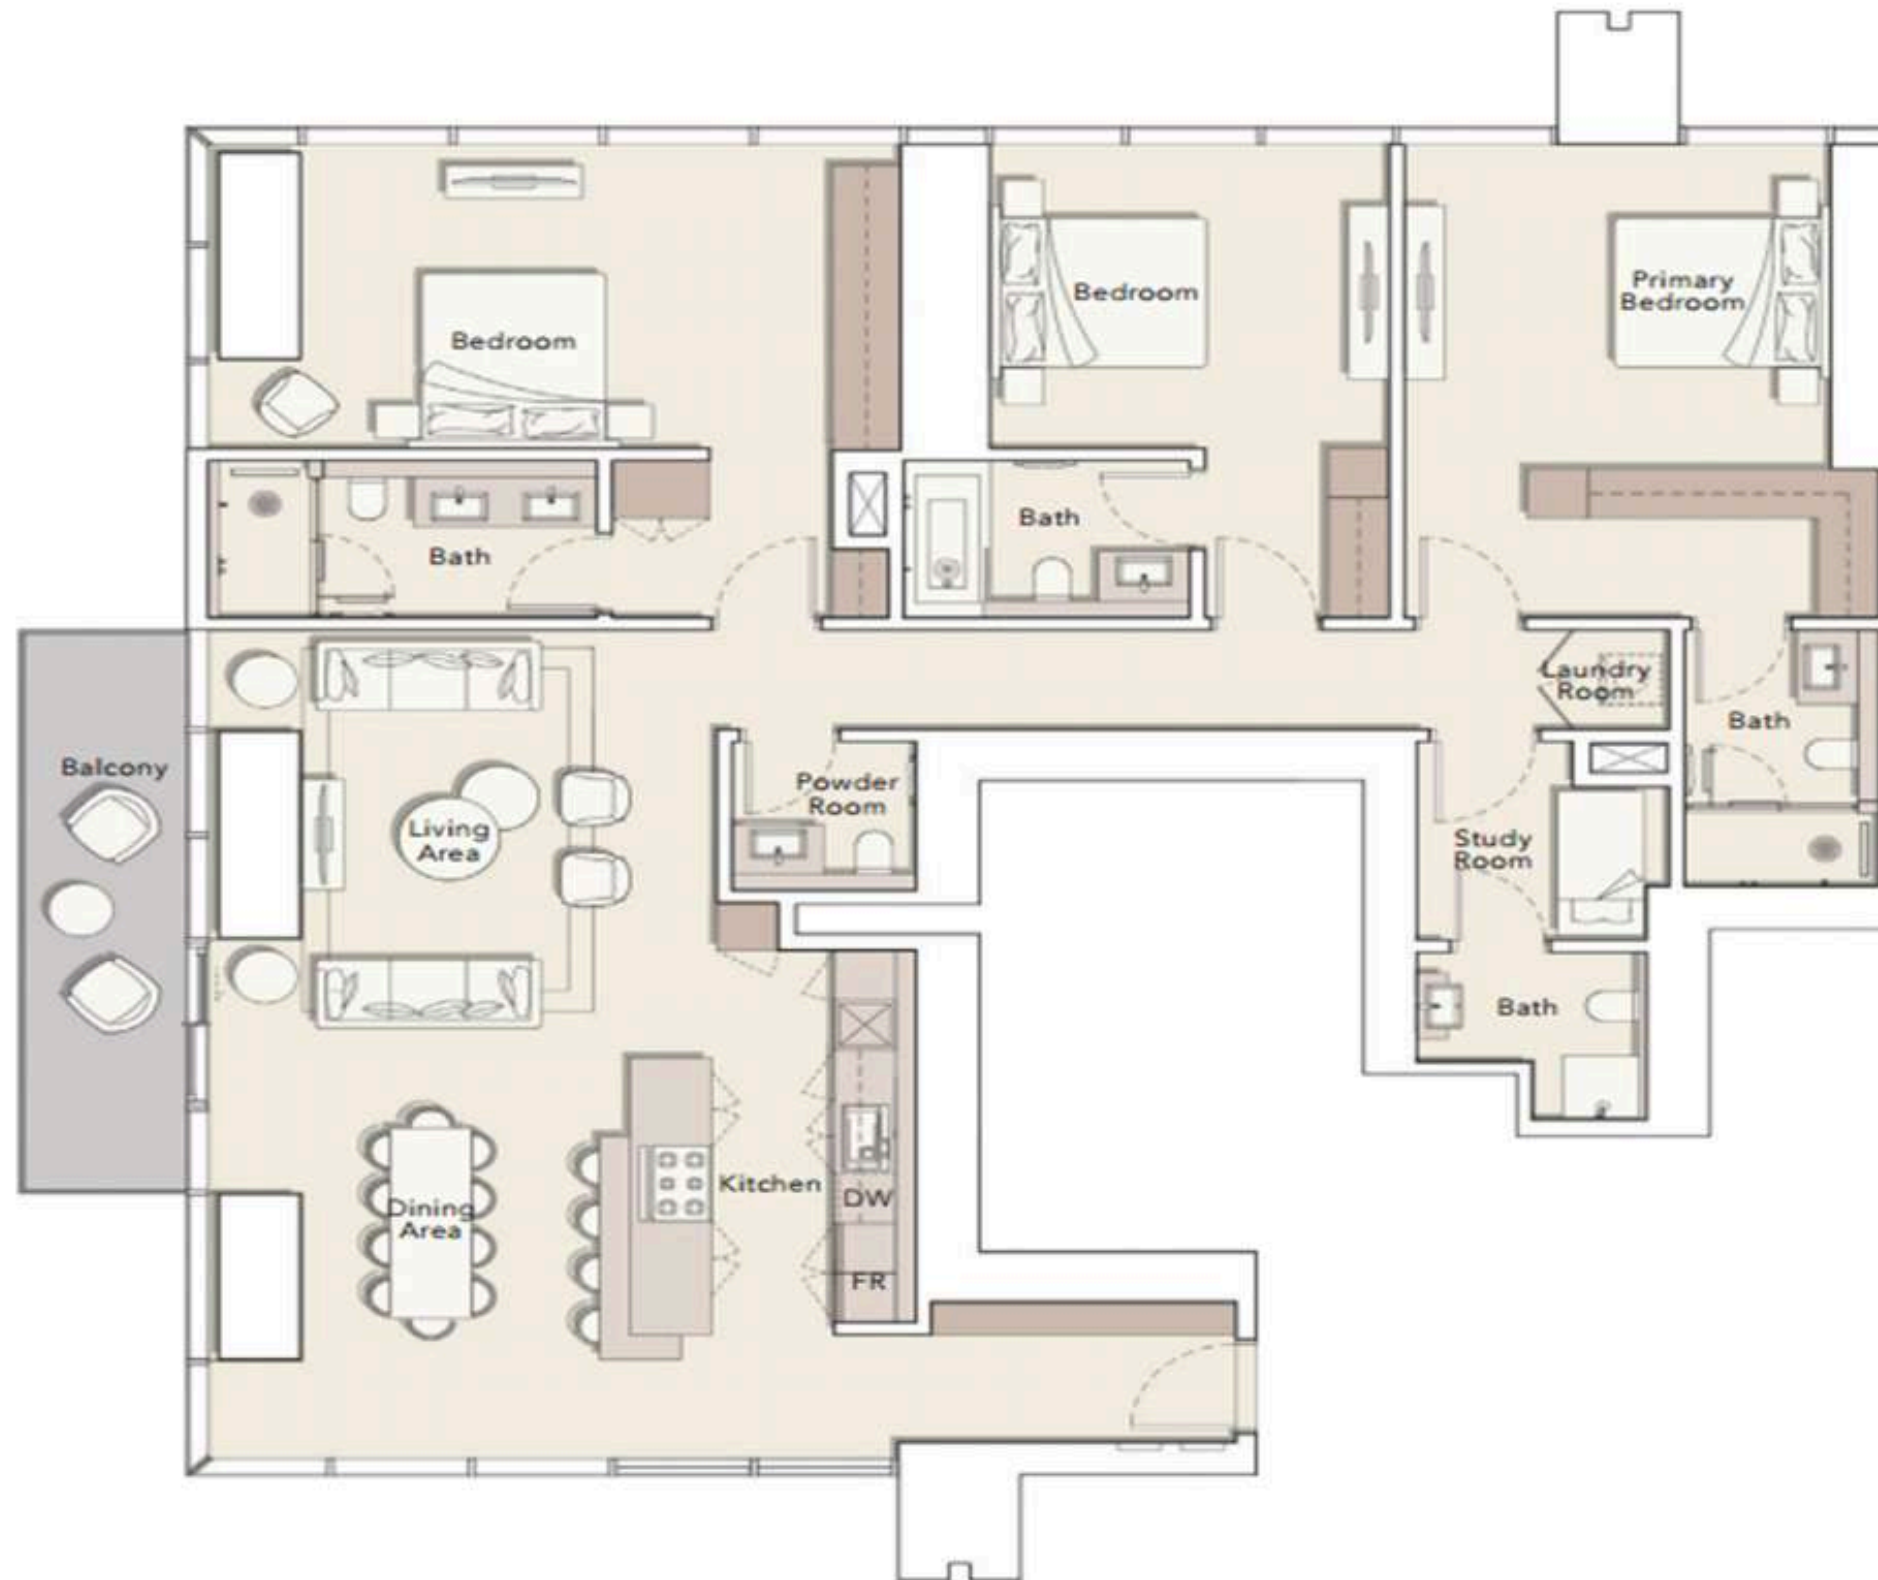 Bedroom
Bedroom
Primary
Bedroom
Bath
Bath
Laundry
Room
Bath
Balcony
Living
Area
Powder
Room
Study
Room
Bath
Dining
Area
Kitchen
DW
FR